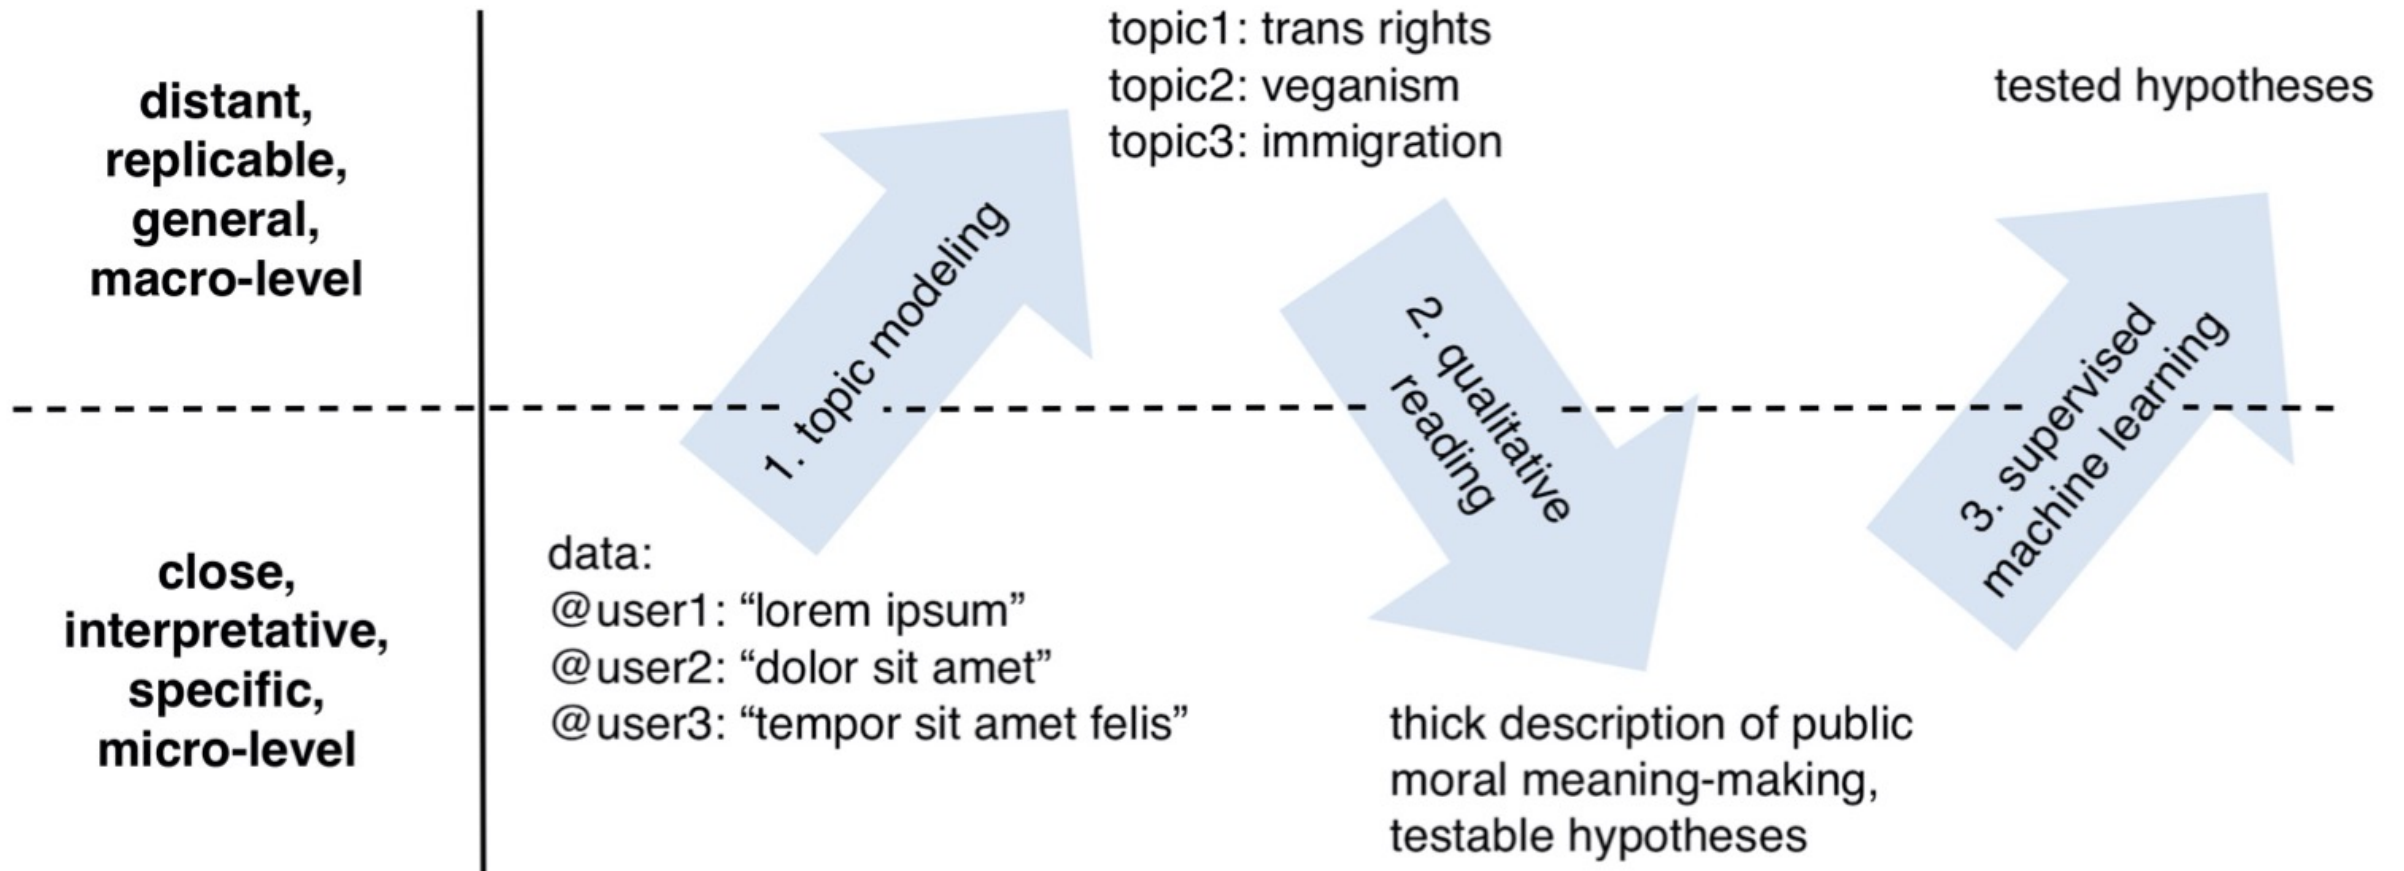 distant,
replicable,
general,
macro-level
close,
interpretative,
specific,
micro-level
data:
@user1: “lorem ipsum”
@user2: “dolor sit amet”
@user3: “tempor sit amet felis”
1. topic modeling
topic1: trans rights
topic2: veganism
topic3: immigration
2. qualitative
reading
thick description of public
moral meaning-making,
testable hypotheses
3. supervised
machine learning
tested hypotheses